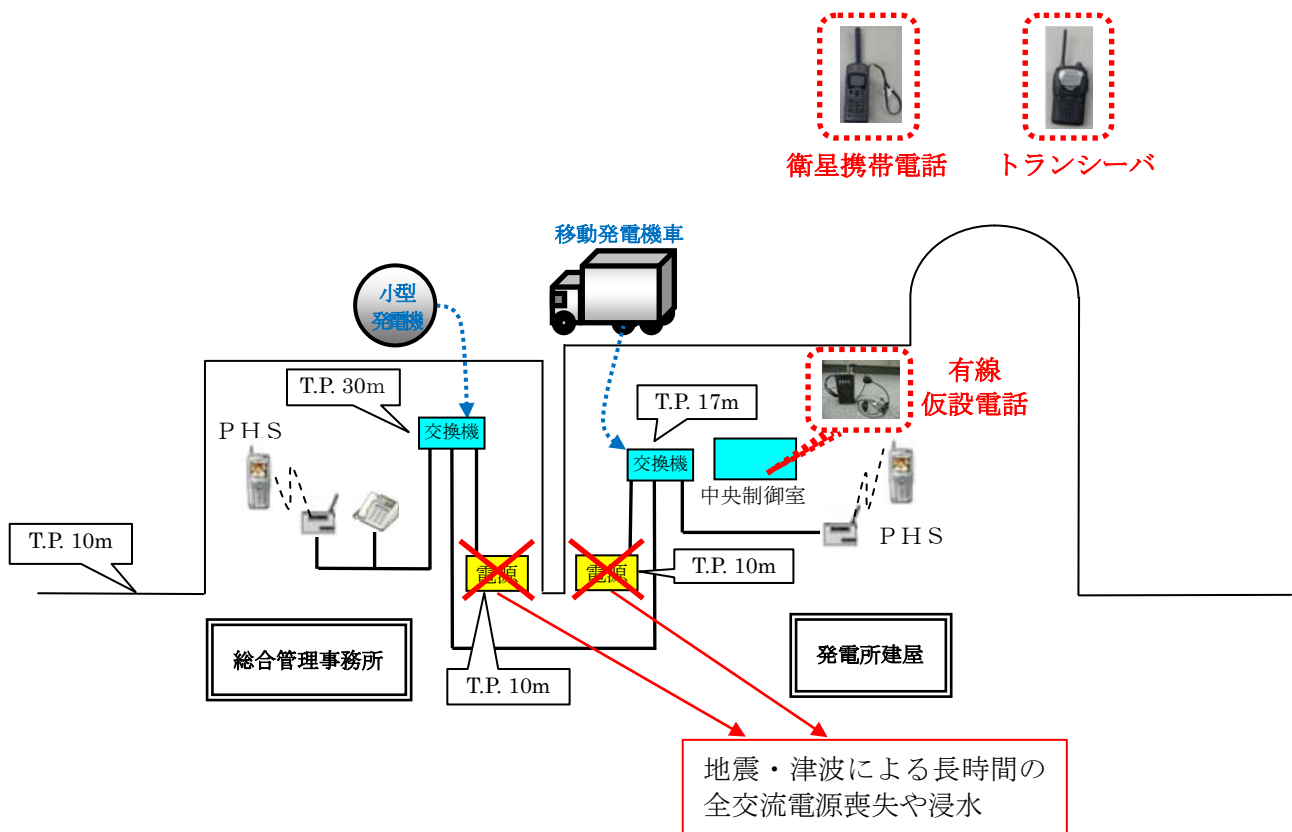 衛星携帯電話
トランシーバ
移動発電機車
小型
発電機
有線
仮設電話
T.P. 30m
T.P. 17m
PHS
交換機
交換機
中央制御室
PHS
T.P. 10m
電源
電源
T.P. 10m
総合管理事務所
発電所建屋
T.P. 10m
地震・津波による長時間の
全交流電源喪失や浸水